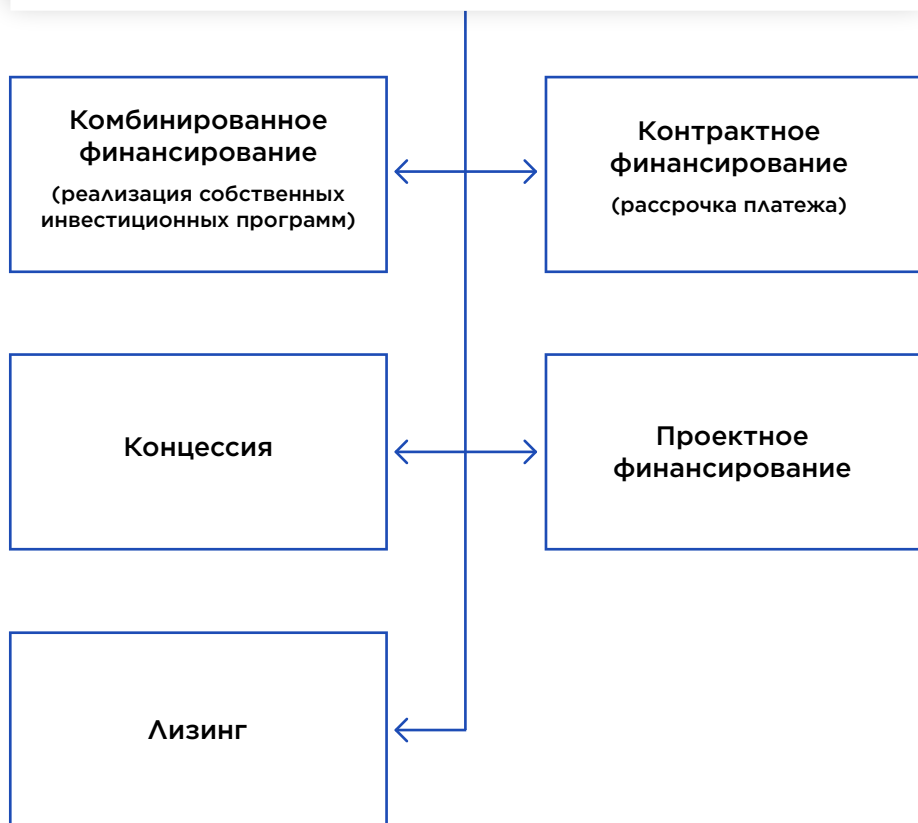 Комбинированное
финансирование
(реализация собственных
инвестиционных программ)
Контрактное
финансирование
(рассрочка платежа)
Концессия
Проектное
финансирование
Лизинг